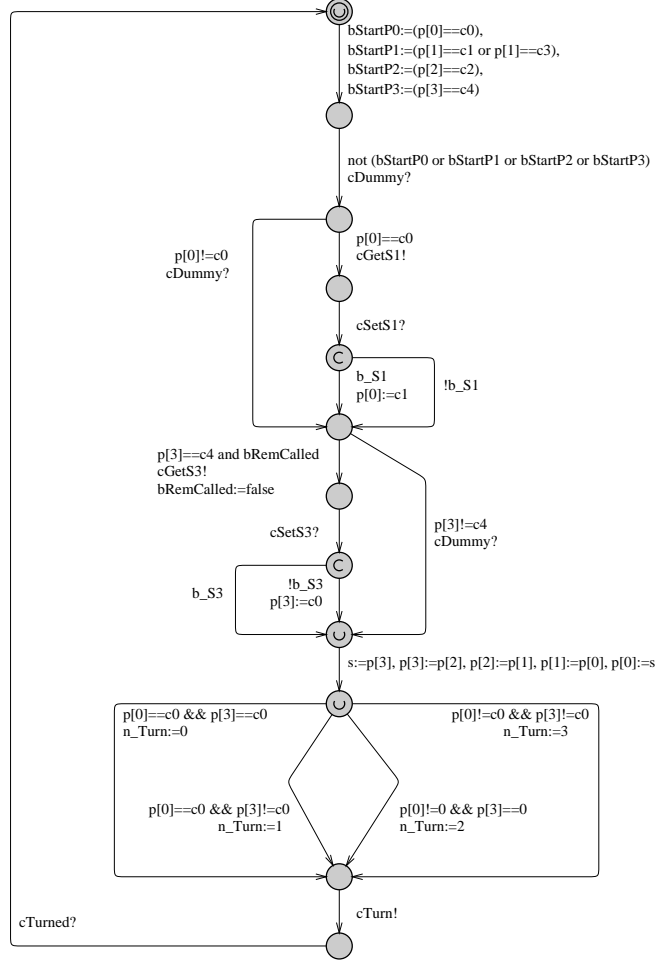 bStartP0:=(p[0]==c0),
bStartP1:=(p[1]==c1 or p[1]==c3),
bStartP2:=(p[2]==c2),
bStartP3:=(p[3]==c4)
not (bStartP0 or bStartP1 or bStartP2 or bStartP3)
cDummy?
p[0]!=c0
cDummy?
p[0]==c0
cGetS1!
cSetS1?
b_S1
p[0]:=c1
!b_S1
p[3]==c4 and bRemCalled
cGetS3!
bRemCalled:=false
p[3]!=c4
cDummy?
cSetS3?
b_S3
!b_S3
p[3]:=c0
s:=p[3], p[3]:=p[2], p[2]:=p[1], p[1]:=p[0], p[0]:=s
p[0]==c0 && p[3]==c0
n_Turn:=0
p[0]!=c0 && p[3]!=c0
n_Turn:=3
p[0]==c0 && p[3]!=c0
n_Turn:=1
p[0]!=0 && p[3]==0
n_Turn:=2
cTurn!
cTurned?